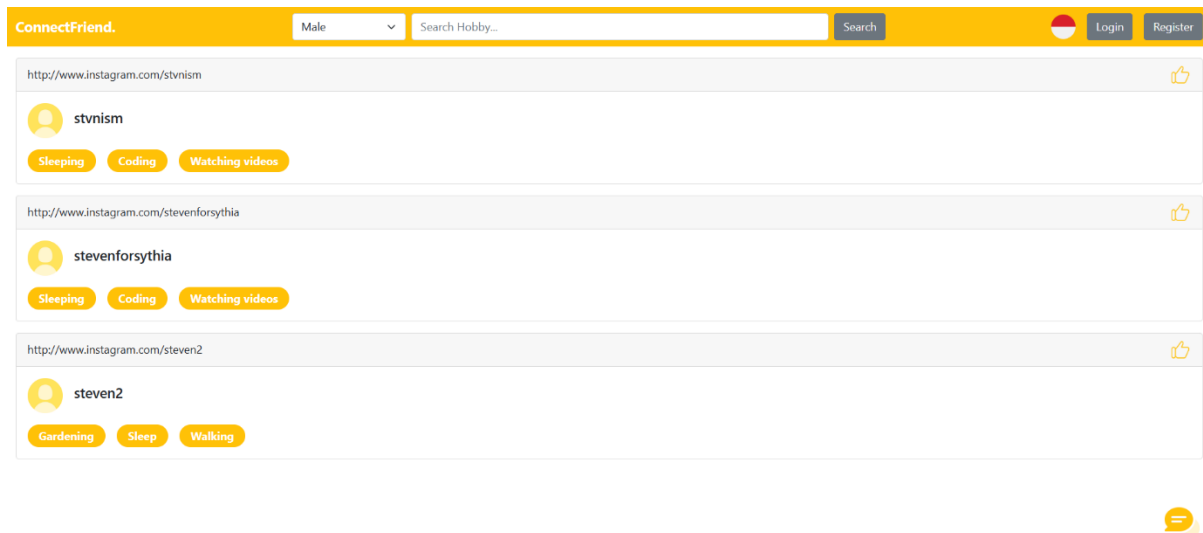 ConnectFriend. Male Search Hobby... Search Login Register
http://www.instagram.com/stvnism
stvnism
Sleeping Coding Watching videos
http://www.instagram.com/stevenforsythia
stevenforsythia
Sleeping Coding Watching videos
http://www.instagram.com/steven2
steven2
Gardening Sleep Walking